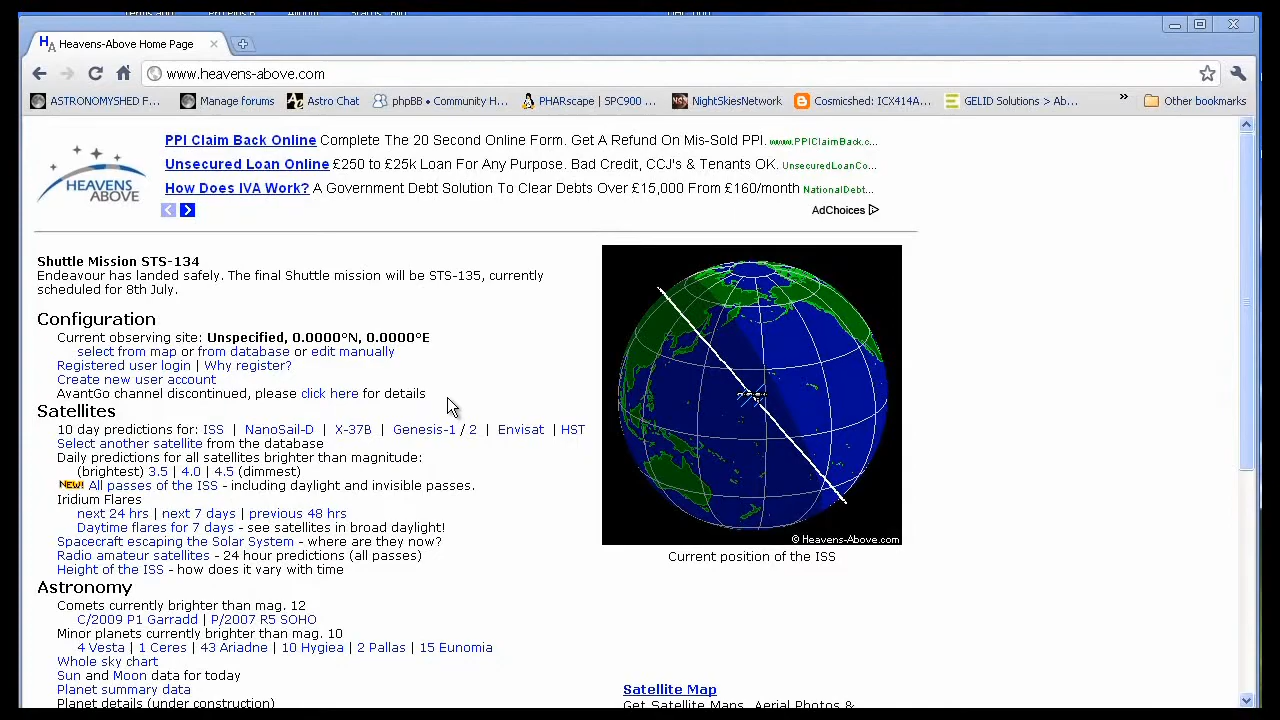 Heavens-Above Home Page
www.heavens-above.com
ASTRONOMYSHED F... Manage forums Astro Chat phpBB • Community H... PHARscape | SPC900 ... NightSkiesNetwork Cosmicshed: ICX414A... GELID Solutions > Ab... Other bookmarks
HEAVENS ABOVE
PPI Claim Back Online Complete The 20 Second Online Form. Get A Refund On Mis-Sold PPI. www.PPIClaimBack.c...
Unsecured Loan Online £250 to £25k Loan For Any Purpose. Bad Credit, CCJ's & Tenants OK. UnsecuredLoanCo...
How Does IVA Work? A Government Debt Solution To Clear Debts Over £15,000 From £160/month NationalDebt...
AdChoices
Shuttle Mission STS-134
Endeavour has landed safely. The final Shuttle mission will be STS-135, currently
scheduled for 8th July.
Configuration
Current observing site: Unspecified, 0.0000°N, 0.0000°E
select from map or from database or edit manually
Registered user login | Why register?
Create new user account
AvantGo channel discontinued, please click here for details
Satellites
10 day predictions for: ISS | NanoSail-D | X-37B | Genesis-1 / 2 | Envisat | HST
Select another satellite from the database
Daily predictions for all satellites brighter than magnitude:
(brightest) 3.5 | 4.0 | 4.5 (dimmest)
NEW! All passes of the ISS - including daylight and invisible passes.
Iridium Flares
next 24 hrs | next 7 days | previous 48 hrs
Daytime flares for 7 days - see satellites in broad daylight!
Spacecraft escaping the Solar System - where are they now?
Radio amateur satellites - 24 hour predictions (all passes)
Height of the ISS - how does it vary with time
Astronomy
Comets currently brighter than mag. 12
C/2009 P1 Garradd | P/2007 R5 SOHO
Minor planets currently brighter than mag. 10
4 Vesta | 1 Ceres | 43 Ariadne | 10 Hygiea | 2 Pallas | 15 Eunomia
Whole sky chart
Sun and Moon data for today
Planet summary data
Planet details (under construction)
© Heavens-Above.com
Current position of the ISS
Satellite Map
Get Satellite Maps, Aerial Photos &